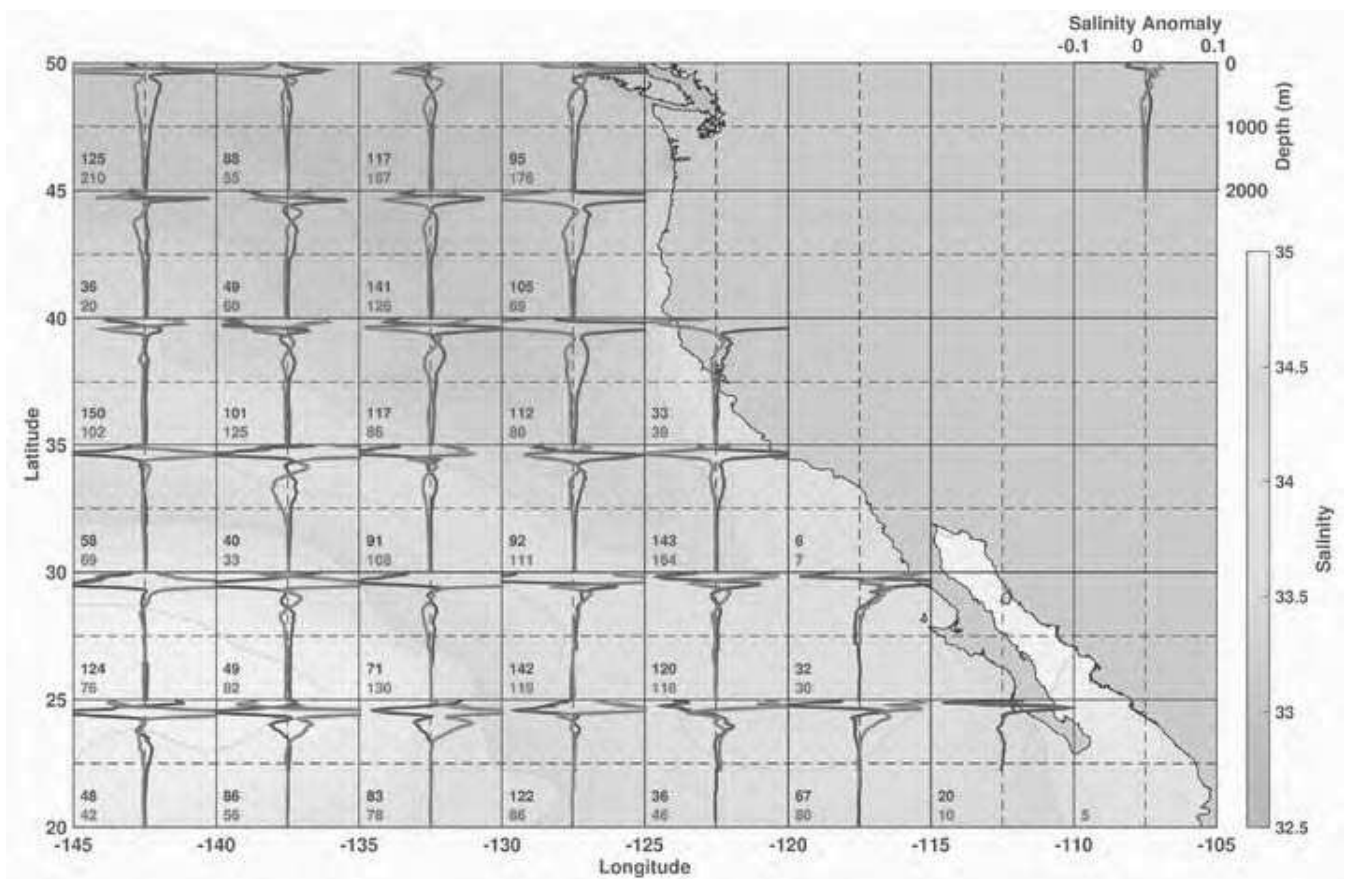 Salinity Anomaly
-0.1 0 0.1
50 0
1000
125 88 117 95
210 55 187 176
45 2000
Depth (m)
36 49 141 105
20 60 126 69
35
40
34.5
150 101 117 112 33
102 125 86 80 39
35
34
Latitude
58 40 91 92 143 6
69 33 108 111 164 7
Salinity
30 33.5
124 49 71 142 120 32
76 82 130 119 116 30
25 33
48 86 83 122 36 67 20
42 56 78 86 46 80 10 5
20 32.5
-145 -140 -135 -130 -125 -120 -115 -110 -105
Longitude